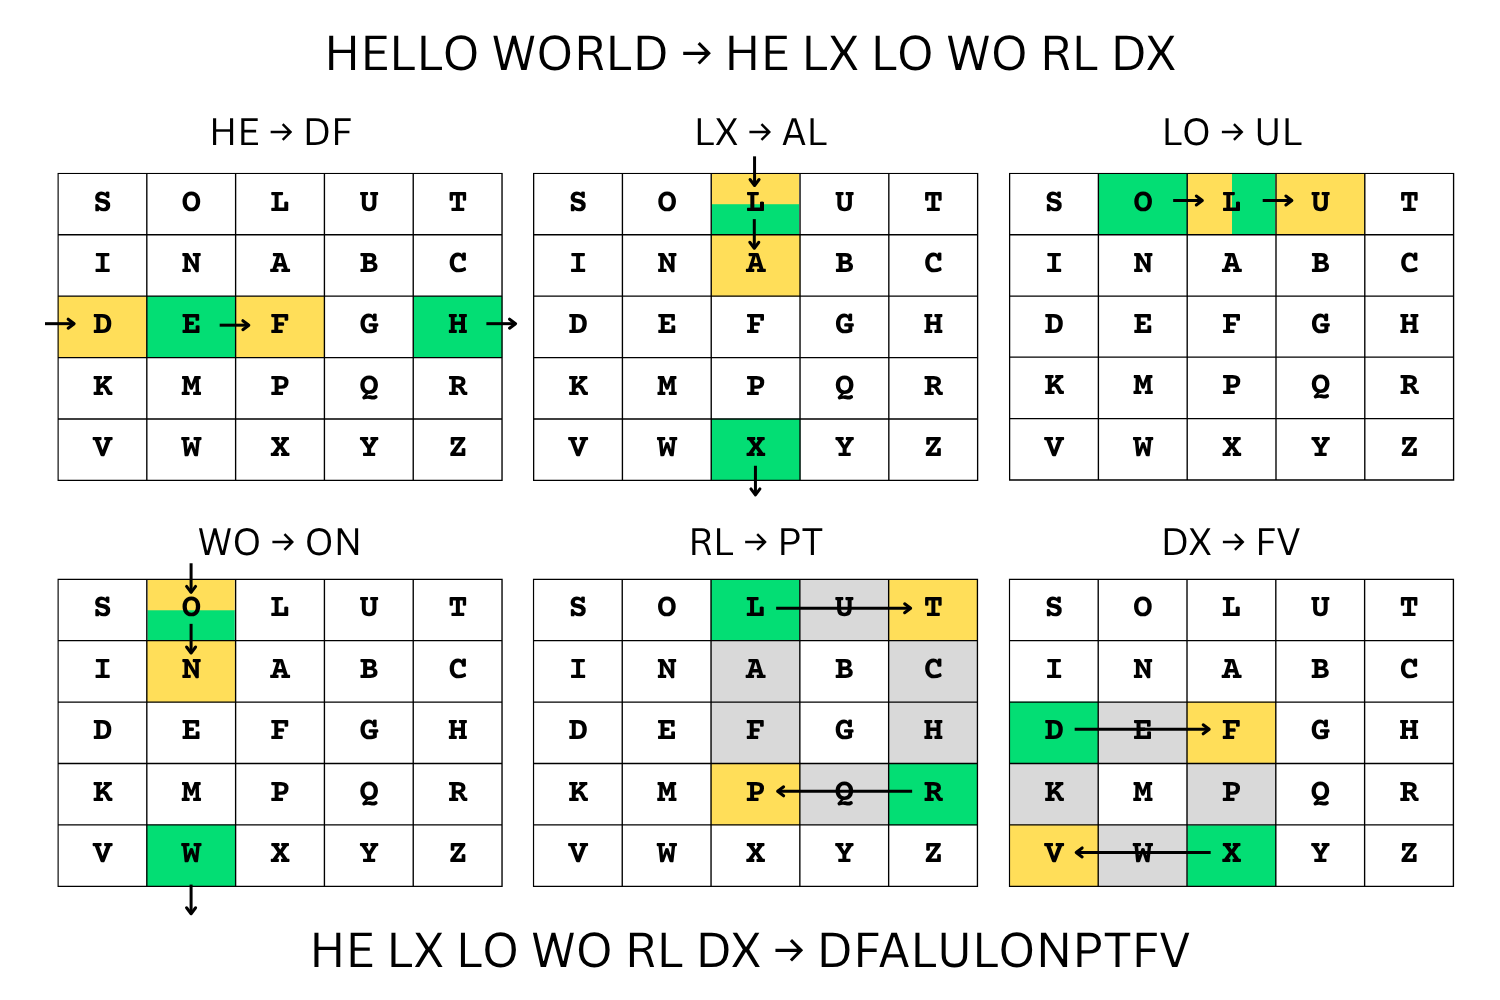 HELLO WORLD → HE LX LO WO RL DX
HE → DF
S O L U T
I N A B C
D E F G H
K M P Q R
V W X Y Z
LX → AL
S O L U T
I N A B C
D E F G H
K M P Q R
V W X Y Z
LO → UL
S O L U T
I N A B C
D E F G H
K M P Q R
V W X Y Z
WO → ON
S O L U T
I N A B C
D E F G H
K M P Q R
V W X Y Z
RL → PT
S O L U T
I N A B C
D E F G H
K M P Q R
V W X Y Z
DX → FV
S O L U T
I N A B C
D E F G H
K M P Q R
V W X Y Z
HE LX LO WO RL DX → DFALULONPTFV